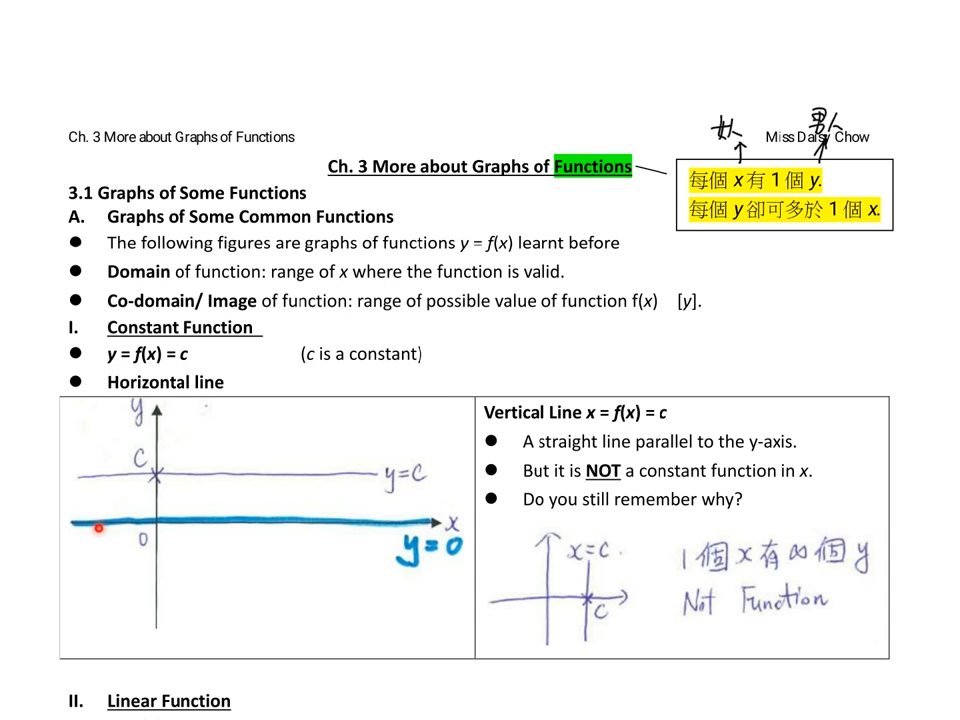 Ch. 3 More about Graphs of Functions
女人 男人
Miss Daisy Chow
Ch. 3 More about Graphs of Functions
每個 x 有 1 個 y.
每個 y 卻可多於 1 個 x.
3.1 Graphs of Some Functions
A. Graphs of Some Common Functions
● The following figures are graphs of functions y = f(x) learnt before
● Domain of function: range of x where the function is valid.
● Co-domain/ Image of function: range of possible value of function f(x) [y].
I. Constant Function
● y = f(x) = c (c is a constant)
● Horizontal line
y
C
y=C
x
0
y=0
Vertical Line x = f(x) = c
● A straight line parallel to the y-axis.
● But it is NOT a constant function in x.
● Do you still remember why?
x=c.
C
1個 x 有 ∞ 個 y
Not Function
II. Linear Function